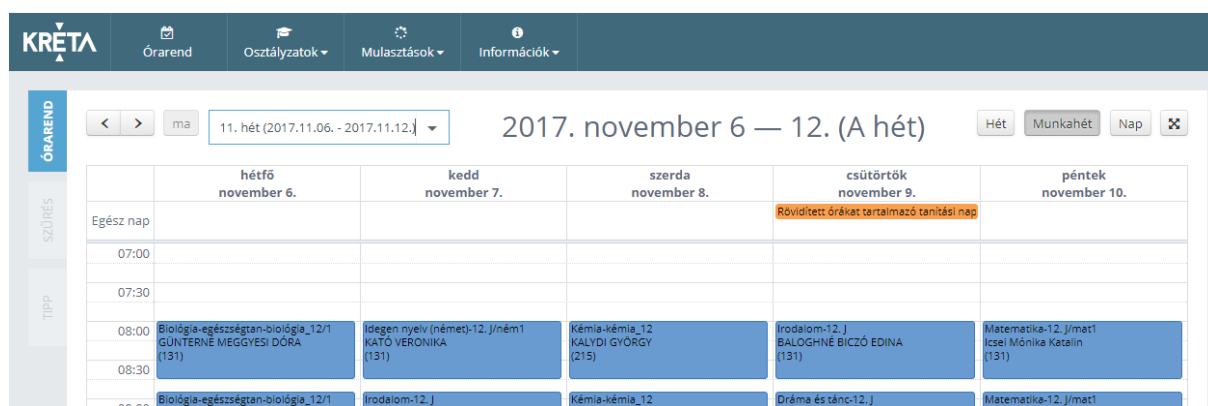 KRÉTA
Órarend
Osztályzatok
Mulasztások
Információk
ÓRAREND
SZŰRÉS
TIPP
ma
11. hét (2017.11.06. - 2017.11.12.)
2017. november 6 — 12. (A hét)
Hét
Munkahét
Nap
hétfő
november 6.
kedd
november 7.
szerda
november 8.
csütörtök
november 9.
péntek
november 10.
Egész nap
Rövidített órákat tartalmazó tanítási nap
07:00
07:30
08:00
Biológia-egészségtan-biológia_12/1
GÜNTERNÉ MEGGYESI DÓRA
(131)
Idegen nyelv (német)-12. J/ném1
KATÓ VERONIKA
(131)
Kémia-kémia_12
KALYDI GYÖRGY
(215)
Irodalom-12. J
BALOGHNÉ BICZÓ EDINA
(131)
Matematika-12. J/mat1
Icsei Mónika Katalin
(131)
08:30
Biológia-egészségtan-biológia_12/1
Irodalom-12. J
Kémia-kémia_12
Dráma és tánc-12. J
Matematika-12. J/mat1